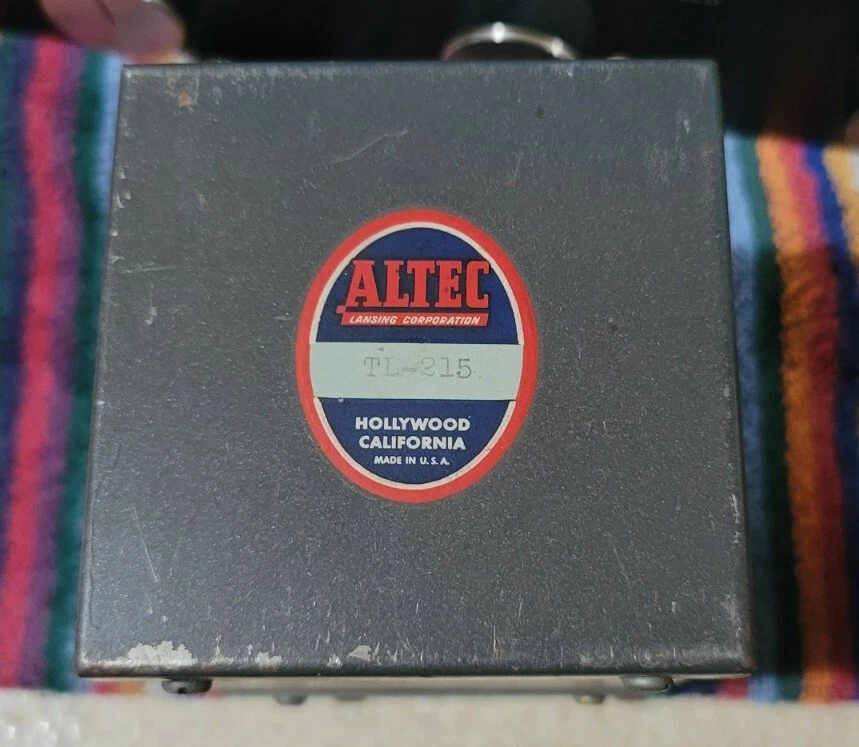 ALTEC
LANSING CORPORATION
TL-215
HOLLYWOOD
CALIFORNIA
MADE IN U.S.A.